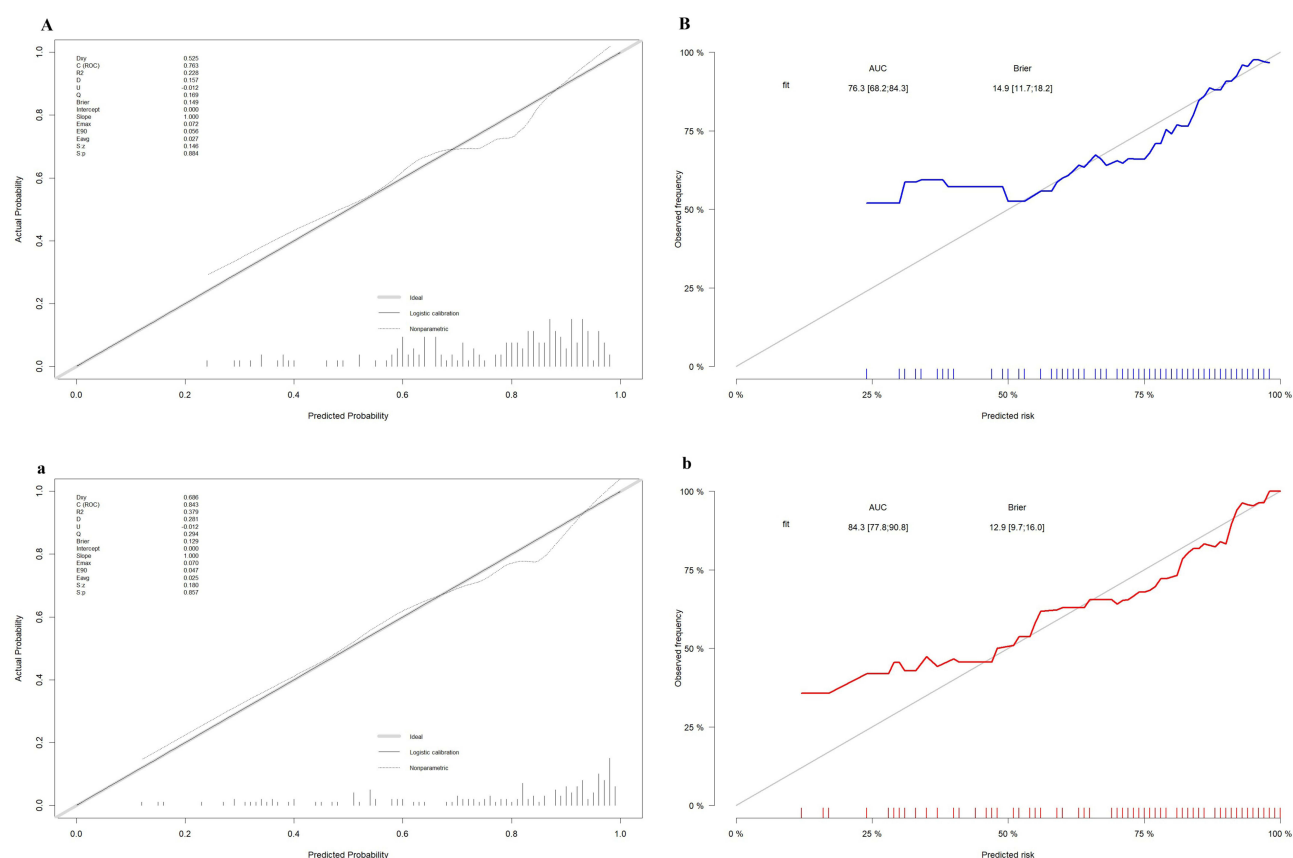 A
Dxy 0.525
C (ROC) 0.763
R2 0.228
D 0.157
U -0.012
Q 0.169
Brier 0.149
Intercept 0.000
Slope 1.000
Emax 0.072
E90 0.056
Eavg 0.027
S:z 0.146
S:p 0.884
Actual Probability
1.0
0.8
0.6
0.4
0.2
0.0
Ideal
Logistic calibration
Nonparametric
0.0 0.2 0.4 0.6 0.8 1.0
Predicted Probability
B
AUC Brier
fit 76.3 [68.2;84.3] 14.9 [11.7;18.2]
Observed frequency
100 %
75 %
50 %
25 %
0 %
0 % 25 % 50 % 75 % 100 %
Predicted risk
a
Dxy 0.686
C (ROC) 0.843
R2 0.379
D 0.281
U -0.012
Q 0.294
Brier 0.129
Intercept 0.000
Slope 1.000
Emax 0.070
E90 0.047
Eavg 0.025
S:z 0.180
S:p 0.857
Actual Probability
1.0
0.8
0.6
0.4
0.2
0.0
Ideal
Logistic calibration
Nonparametric
0.0 0.2 0.4 0.6 0.8 1.0
Predicted Probability
b
AUC Brier
fit 84.3 [77.8;90.8] 12.9 [9.7;16.0]
Observed frequency
100 %
75 %
50 %
25 %
0 %
0 % 25 % 50 % 75 % 100 %
Predicted risk